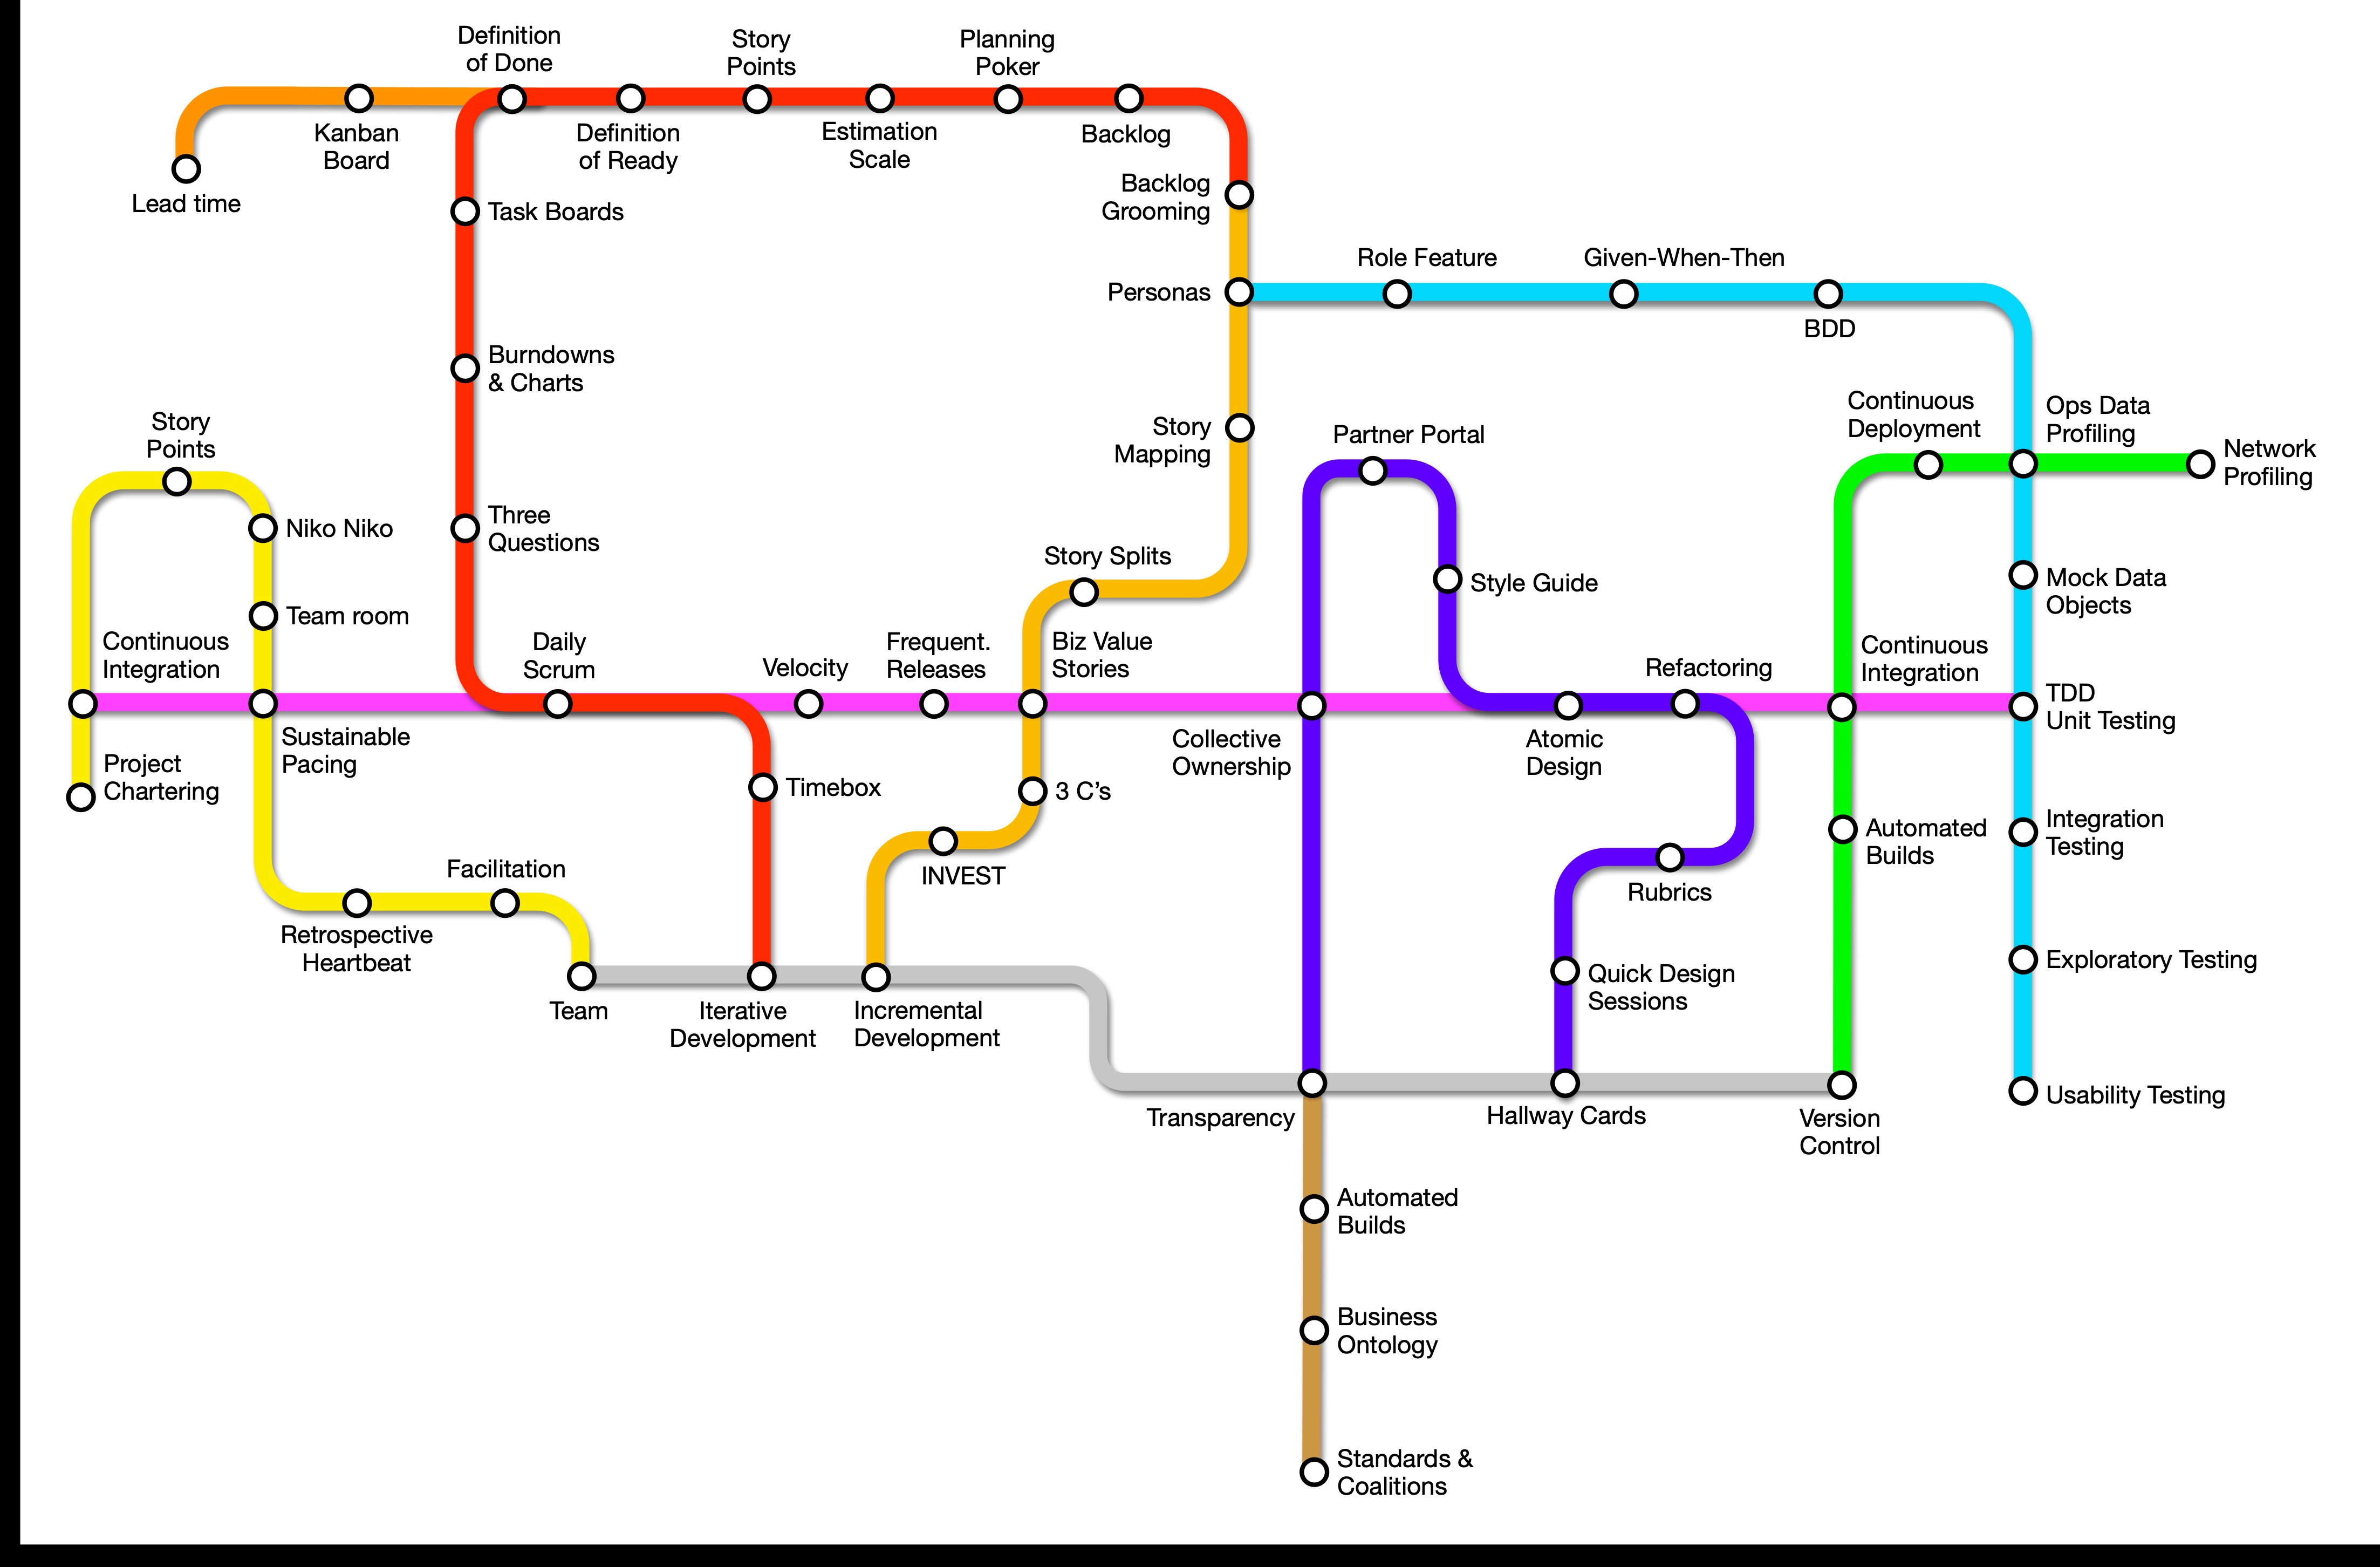 Definition
of Done
Story
Points
Planning
Poker
Kanban
Board
Definition
of Ready
Estimation
Scale
Backlog
Lead time
Backlog
Grooming
Task Boards
Role Feature
Given-When-Then
Personas
BDD
Burndowns
& Charts
Story
Points
Story
Mapping
Partner Portal
Continuous
Deployment
Ops Data
Profiling
Network
Profiling
Niko Niko
Three
Questions
Story Splits
Style Guide
Mock Data
Objects
Team room
Continuous
Integration
Daily
Scrum
Velocity
Frequent.
Releases
Biz Value
Stories
Refactoring
Continuous
Integration
TDD
Unit Testing
Sustainable
Pacing
Collective
Ownership
Atomic
Design
Project
Chartering
Timebox
3 C’s
Automated
Builds
Integration
Testing
Facilitation
INVEST
Rubrics
Retrospective
Heartbeat
Quick Design
Sessions
Exploratory Testing
Team
Iterative
Development
Incremental
Development
Transparency
Hallway Cards
Version
Control
Usability Testing
Automated
Builds
Business
Ontology
Standards &
Coalitions